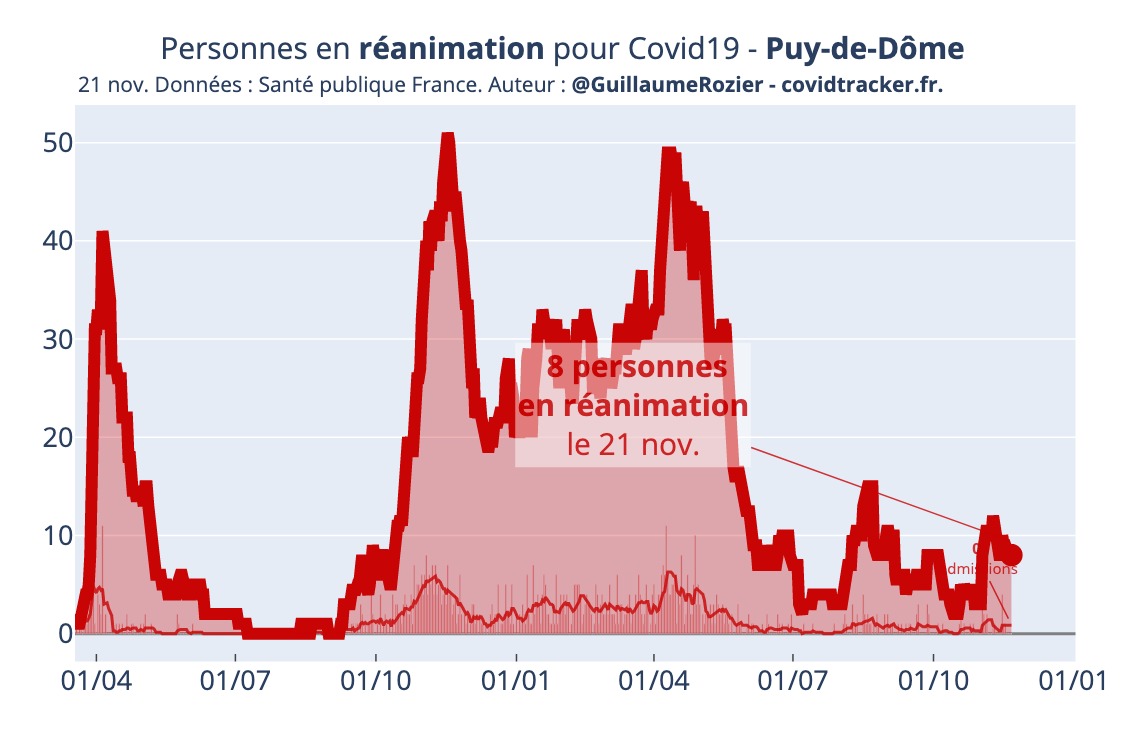 Personnes en réanimation pour Covid19 - Puy-de-Dôme
21 nov. Données : Santé publique France. Auteur : @GuillaumeRozier - covidtracker.fr.
50
40
30
20
10
0
8 personnes
en réanimation
le 21 nov.
01/04
01/07
01/10
01/01
01/04
01/07
01/10
01/01